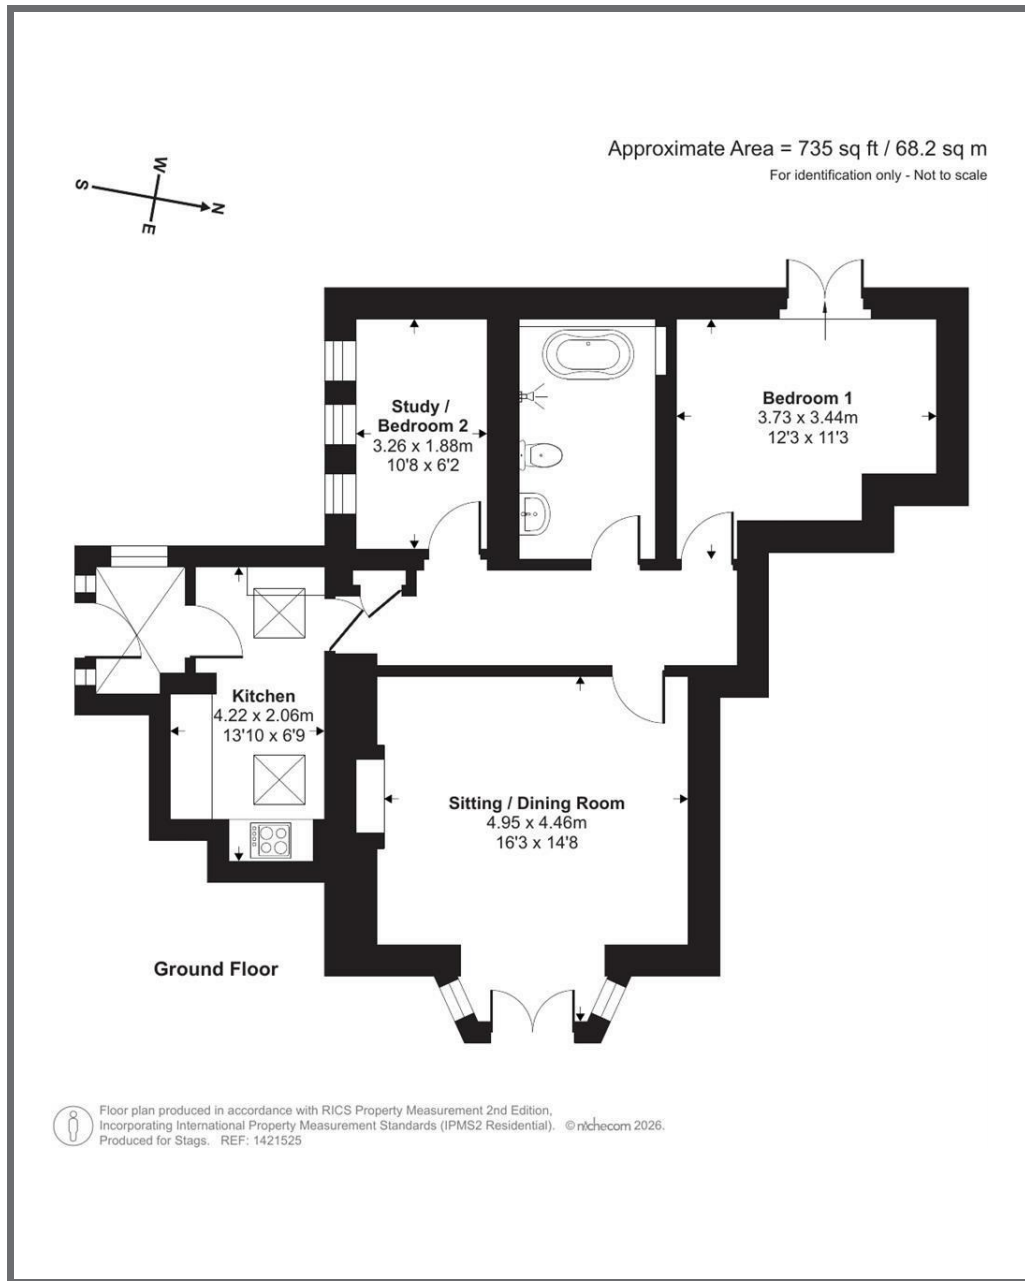 Approximate Area = 735 sq ft / 68.2 sq m
For identification only - Not to scale
W
S
N
E
Bedroom 1
3.73 x 3.44m
12'3 x 11'3
Study /
Bedroom 2
3.26 x 1.88m
10'8 x 6'2
Kitchen
4.22 x 2.06m
13'10 x 6'9
Sitting / Dining Room
4.95 x 4.46m
16'3 x 14'8
Ground Floor
Floor plan produced in accordance with RICS Property Measurement 2nd Edition,
Incorporating International Property Measurement Standards (IPMS2 Residential). © nichecom 2026.
Produced for Stags. REF: 1421525